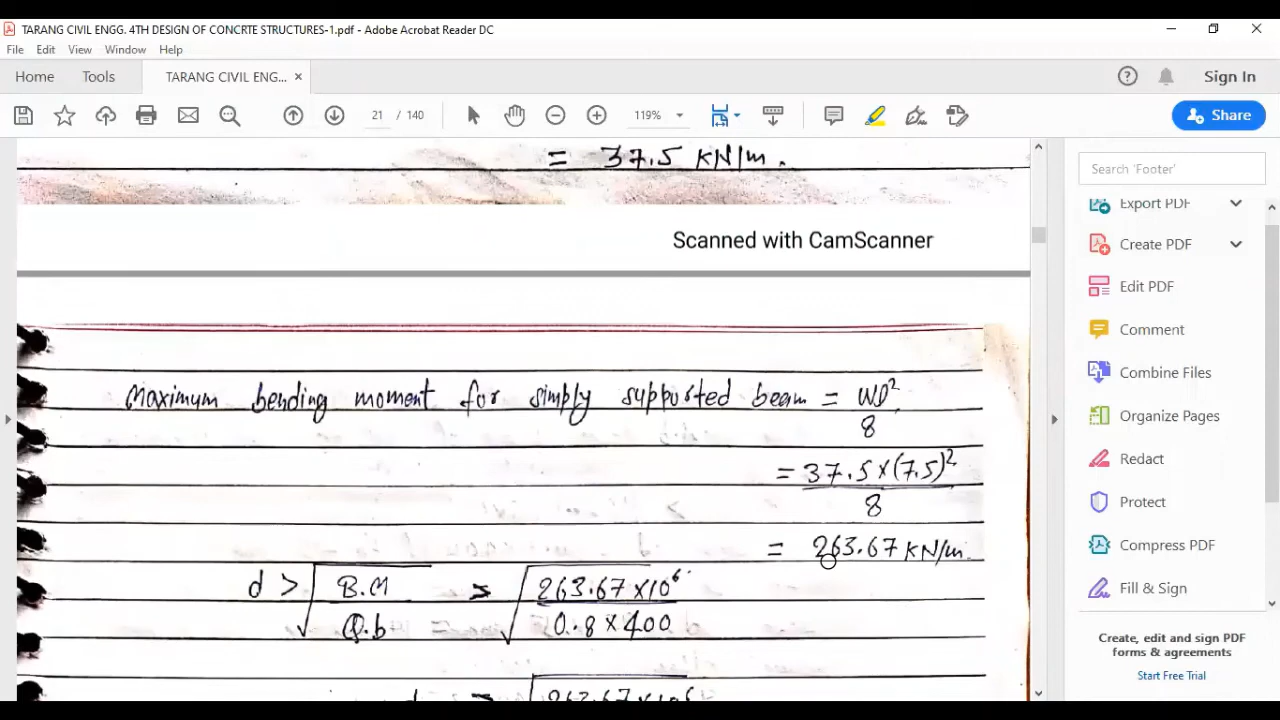 TARANG CIVIL ENGG. 4TH DESIGN OF CONCRTE STRUCTURES-1.pdf - Adobe Acrobat Reader DC
File Edit View Window Help
Home Tools TARANG CIVIL ENG... × Sign In
21 / 140 119% Share
= 37.5 KN/m.
Scanned with CamScanner
Maximum bending moment for simply supported beam = Wl²
8
= 37.5×(7.5)²
8
= 263.67 KN/m.
d > √ B.M > √ 263.67×10⁶
Q.b 0.8×400
263.67×10⁶
Search 'Footer'
Export PDF
Create PDF
Edit PDF
Comment
Combine Files
Organize Pages
Redact
Protect
Compress PDF
Fill & Sign
Create, edit and sign PDF
forms & agreements
Start Free Trial